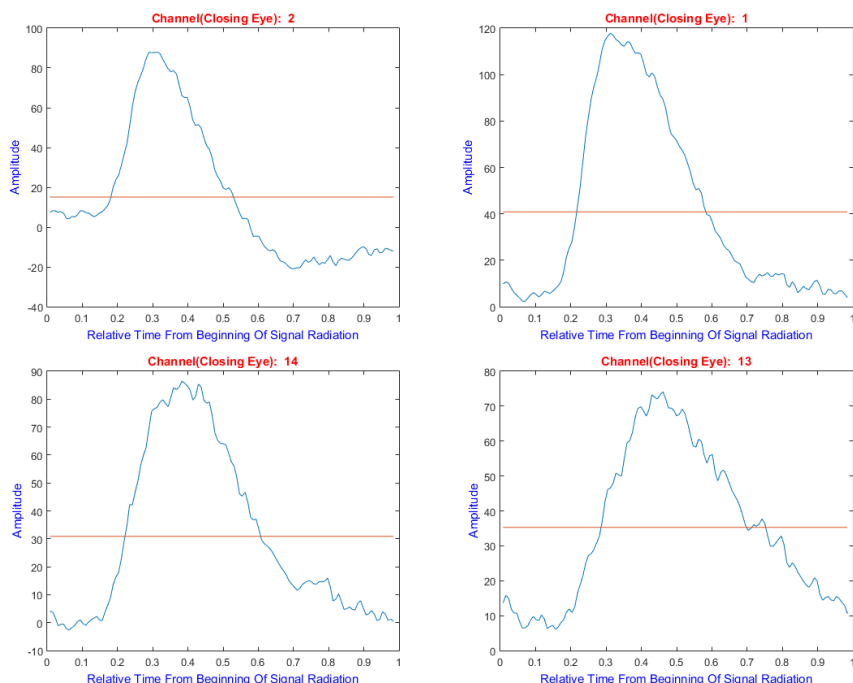 Channel(Closing Eye): 2
100
80
60
40
20
0
-20
-40
Amplitude
0 0.1 0.2 0.3 0.4 0.5 0.6 0.7 0.8 0.9 1
Relative Time From Beginning Of Signal Radiation
Channel(Closing Eye): 1
120
100
80
60
40
20
0
Amplitude
0 0.1 0.2 0.3 0.4 0.5 0.6 0.7 0.8 0.9 1
Relative Time From Beginning Of Signal Radiation
Channel(Closing Eye): 14
90
80
70
60
50
40
30
20
10
0
-10
Amplitude
0 0.1 0.2 0.3 0.4 0.5 0.6 0.7 0.8 0.9 1
Relative Time From Beginning Of Signal Radiation
Channel(Closing Eye): 13
80
70
60
50
40
30
20
10
0
Amplitude
0 0.1 0.2 0.3 0.4 0.5 0.6 0.7 0.8 0.9 1
Relative Time From Beginning Of Signal Radiation